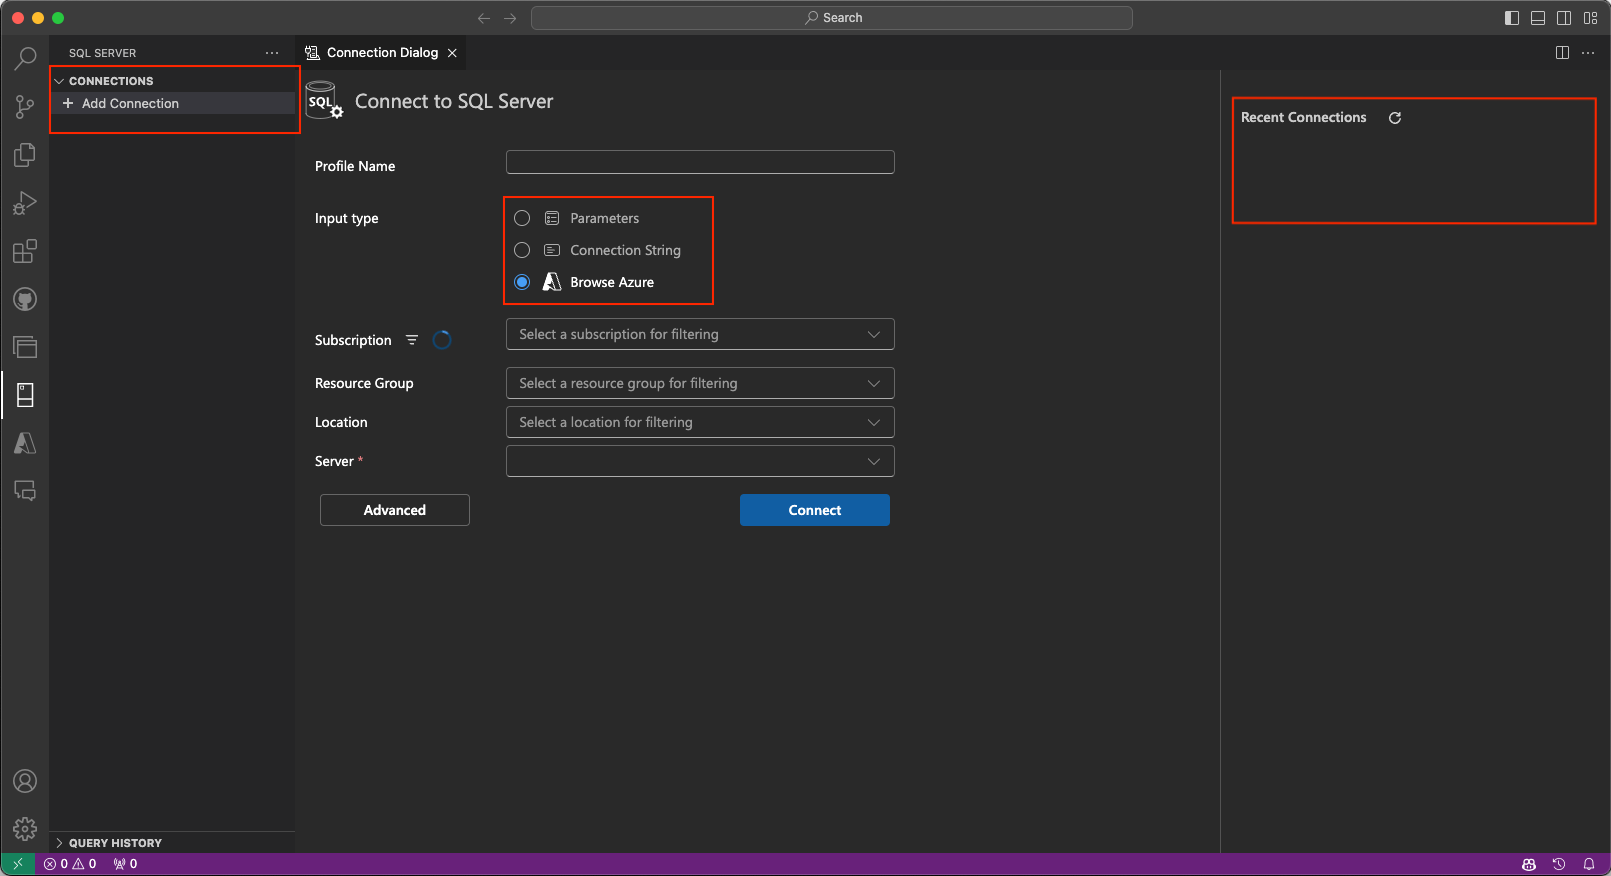 Search
SQL SERVER
Connection Dialog
CONNECTIONS
Add Connection
SQL
Connect to SQL Server
Recent Connections
Profile Name
Input type
Parameters
Connection String
Browse Azure
Subscription
Select a subscription for filtering
Resource Group
Select a resource group for filtering
Location
Select a location for filtering
Server *
Advanced
Connect
QUERY HISTORY
0 0 0